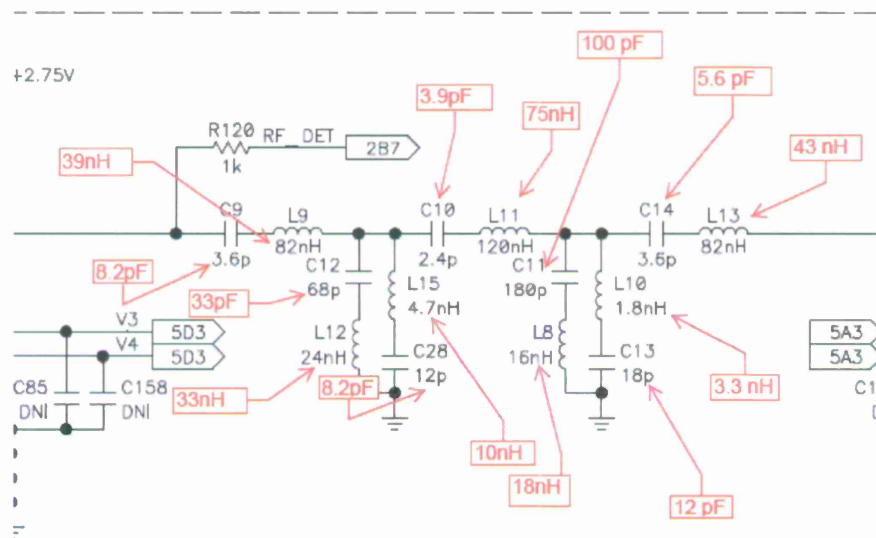 100 pF
+2.75V
3.9pF
5.6 pF
75nH
R120
RF_DET
2B7
1k
39nH
43 nH
C9
L9
C10
L11
C14
L13
3.6p
82nH
2.4p
120nH
3.6p
82nH
8.2pF
C12
C11
33pF
68p
L15
180p
L10
4.7nH
1.8nH
V3
5D3
L12
L8
5A3
V4
5D3
24nH
C28
16nH
C13
5A3
C85
C158
33nH
8.2pF
12p
18p
3.3 nH
C1
DNI
DNI
10nH
18nH
12 pF